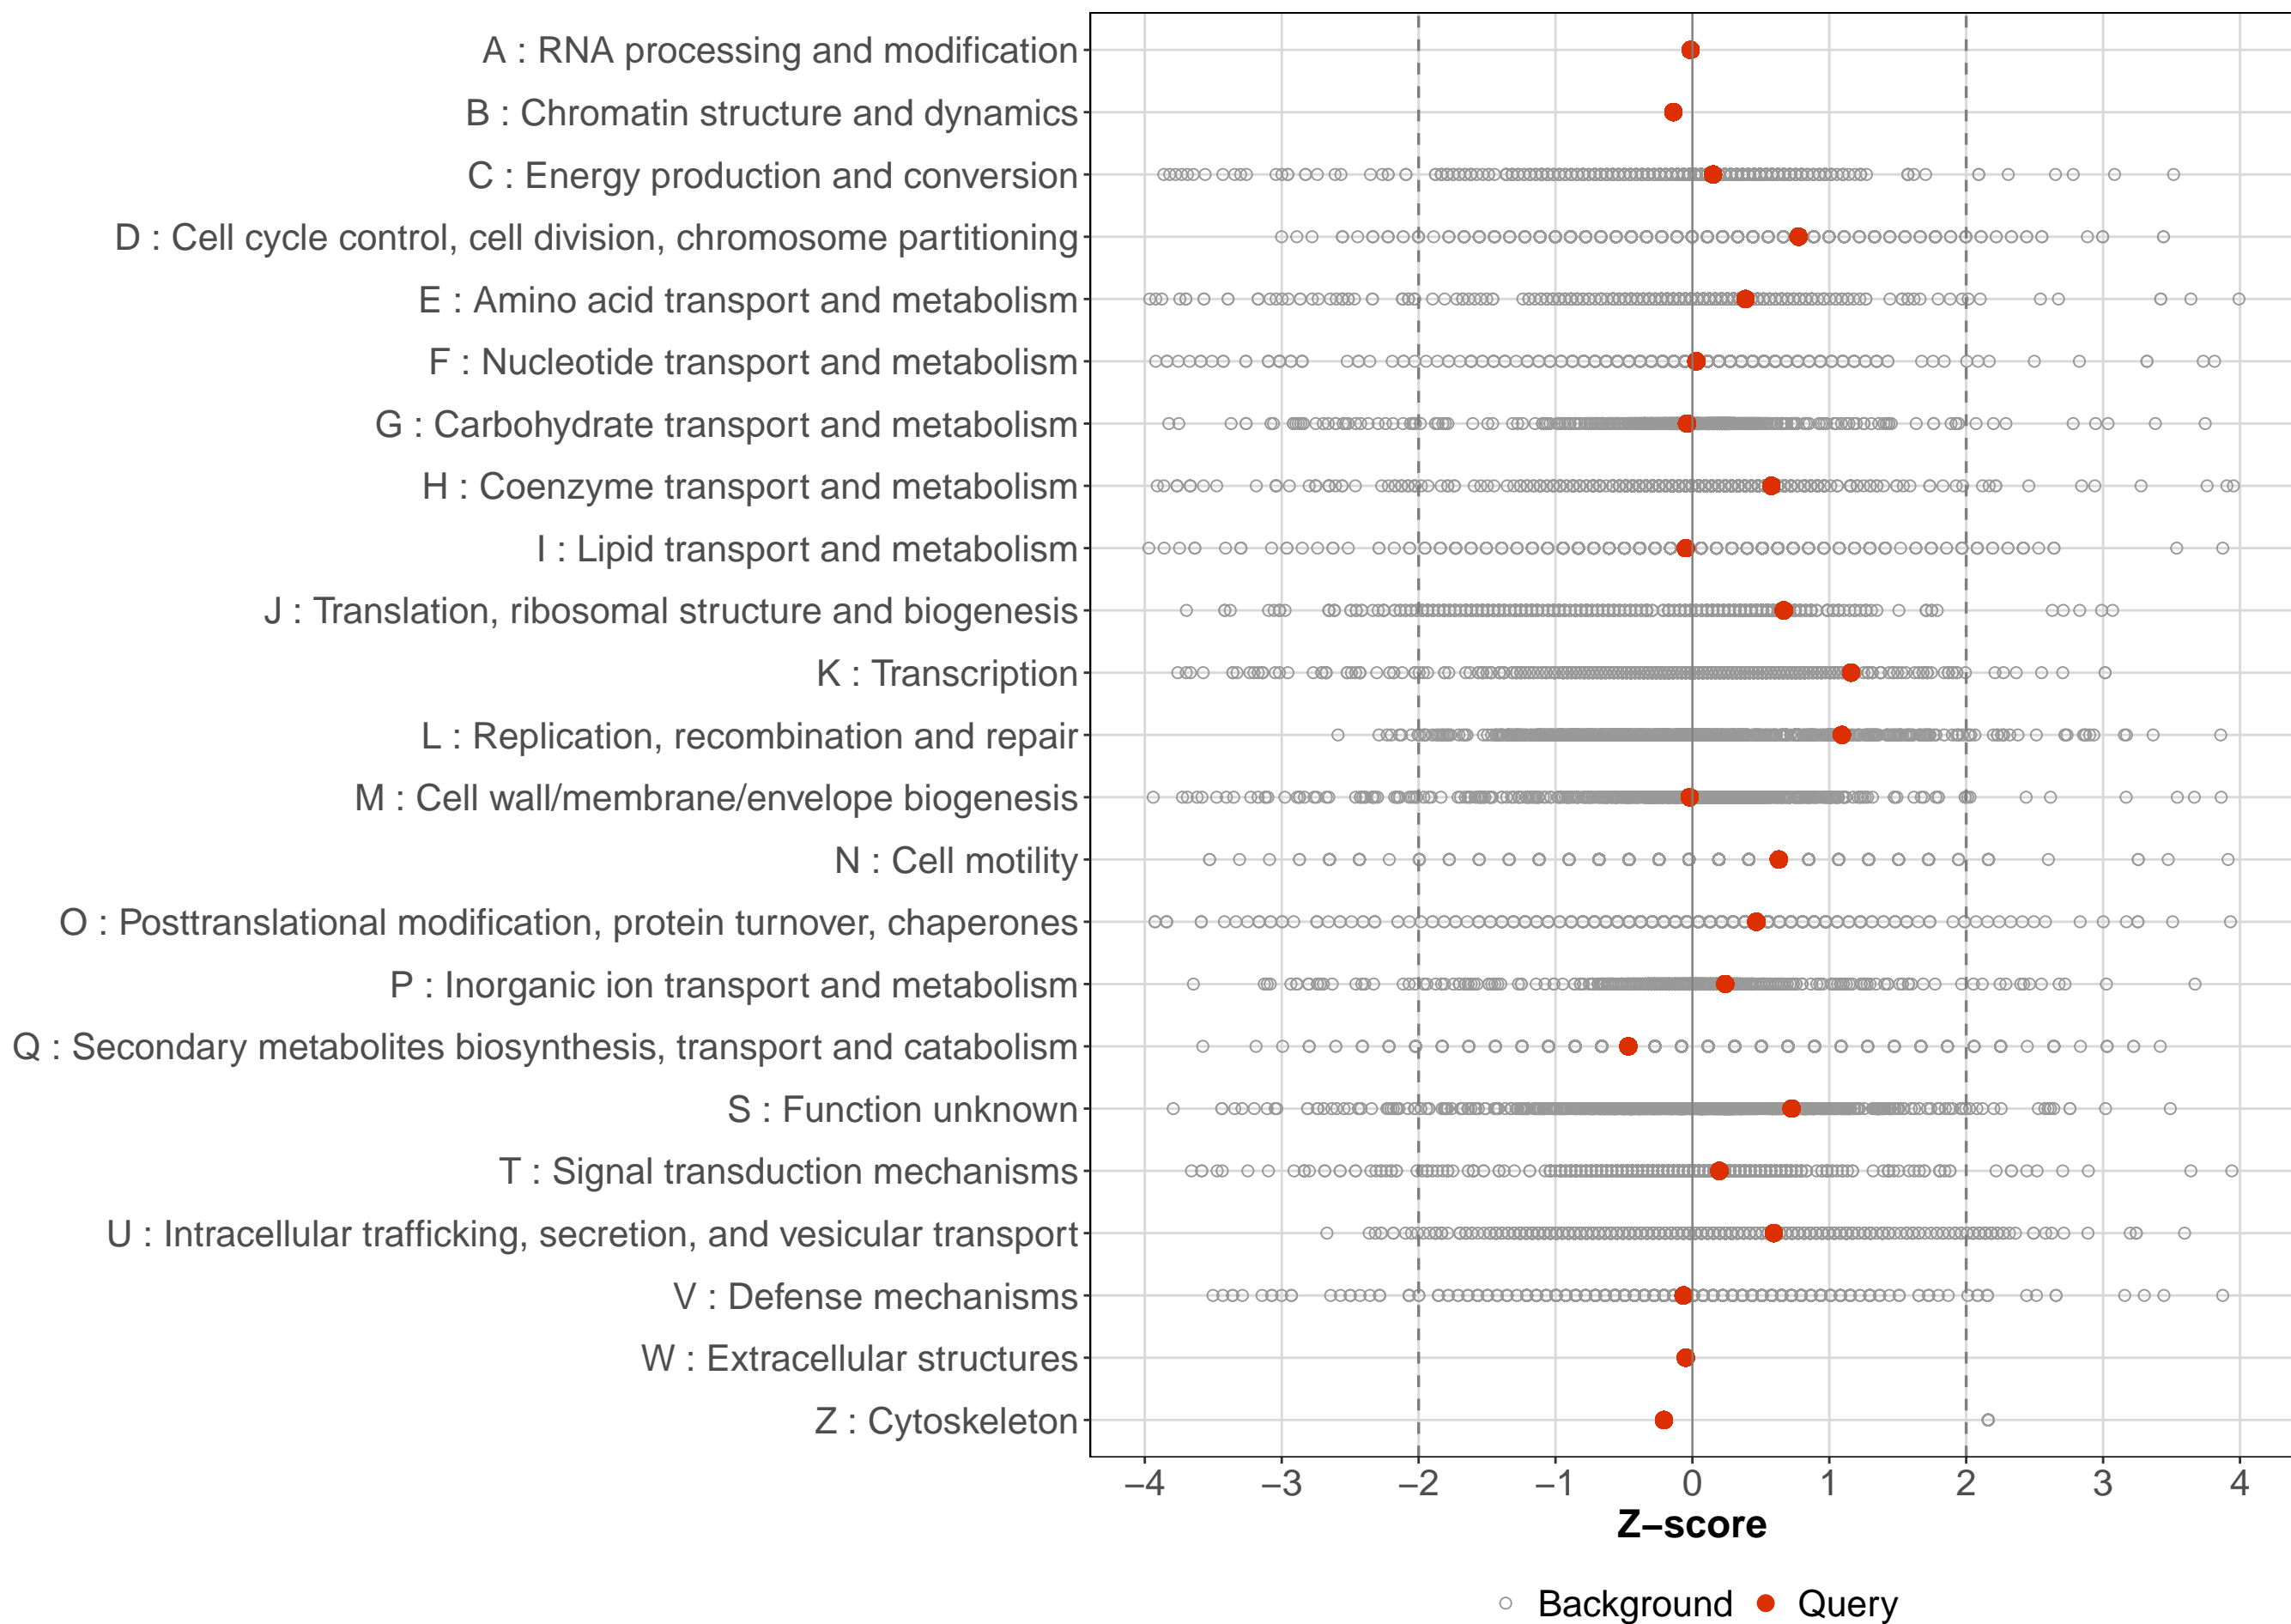 A : RNA processing and modification
B : Chromatin structure and dynamics
C : Energy production and conversion
D : Cell cycle control, cell division, chromosome partitioning
E : Amino acid transport and metabolism
F : Nucleotide transport and metabolism
G : Carbohydrate transport and metabolism
H : Coenzyme transport and metabolism
I : Lipid transport and metabolism
J : Translation, ribosomal structure and biogenesis
K : Transcription
L : Replication, recombination and repair
M : Cell wall/membrane/envelope biogenesis
N : Cell motility
O : Posttranslational modification, protein turnover, chaperones
P : Inorganic ion transport and metabolism
Q : Secondary metabolites biosynthesis, transport and catabolism
S : Function unknown
T : Signal transduction mechanisms
U : Intracellular trafficking, secretion, and vesicular transport
V : Defense mechanisms
W : Extracellular structures
Z : Cytoskeleton
−4 −3 −2 −1 0 1 2 3 4
Z−score
Background Query